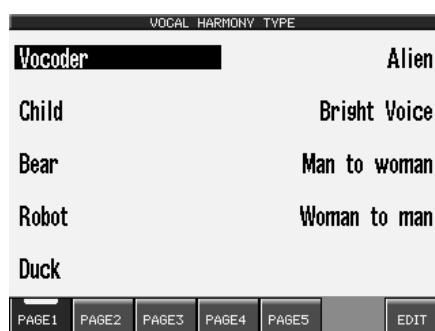 VOCAL HARMONY TYPE
Vocoder Alien
Child Bright Voice
Bear Man to woman
Robot Woman to man
Duck
PAGE1 PAGE2 PAGE3 PAGE4 PAGE5 EDIT